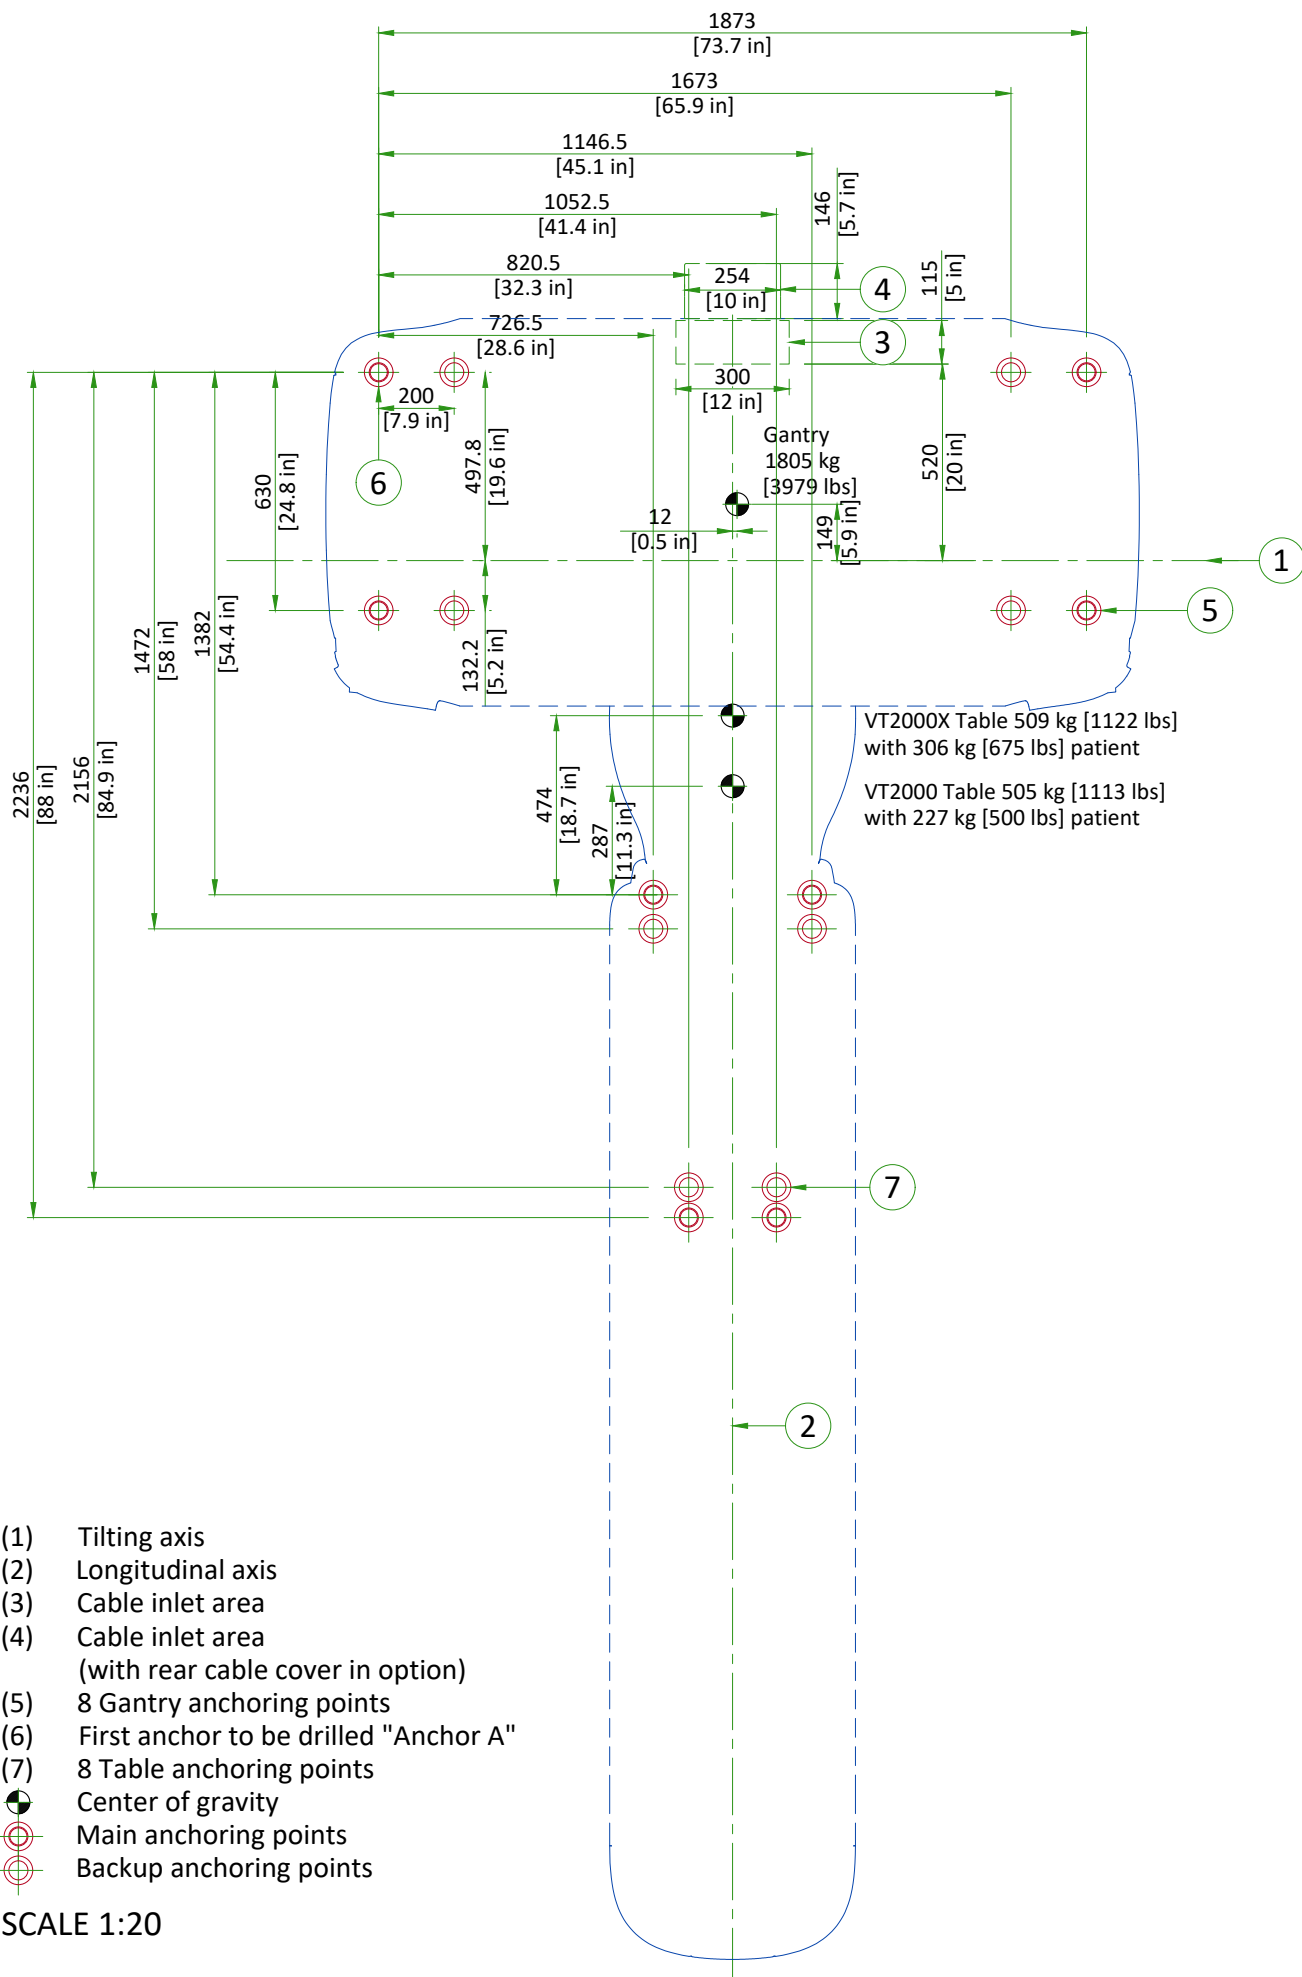 1873
[73.7 in]
1673
[65.9 in]
1146.5
[45.1 in]
1052.5
[41.4 in]
146
[5.7 in]
820.5
[32.3 in]
254
[10 in]
4
115
[5 in]
726.5
[28.6 in]
3
300
[12 in]
200
[7.9 in]
6
Gantry
1805 kg
[3979 lbs]
497.8
[19.6 in]
520
[20 in]
630
[24.8 in]
12
[0.5 in]
149
[5.9 in]
1
5
132.2
[5.2 in]
1382
[54.4 in]
1472
[58 in]
2156
[84.9 in]
2236
[88 in]
VT2000X Table 509 kg [1122 lbs]
with 306 kg [675 lbs] patient
VT2000 Table 505 kg [1113 lbs]
with 227 kg [500 lbs] patient
474
[18.7 in]
287
[11.3 in]
7
2
(1) Tilting axis
(2) Longitudinal axis
(3) Cable inlet area
(4) Cable inlet area
(with rear cable cover in option)
(5) 8 Gantry anchoring points
(6) First anchor to be drilled "Anchor A"
(7) 8 Table anchoring points
Center of gravity
Main anchoring points
Backup anchoring points
SCALE 1:20